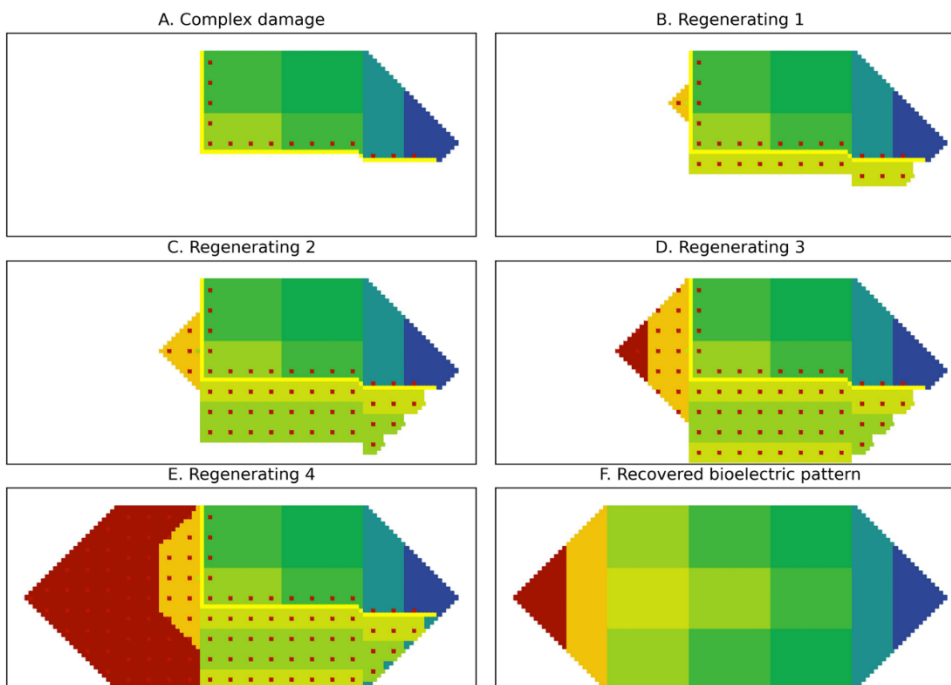 A. Complex damage
B. Regenerating 1
C. Regenerating 2
D. Regenerating 3
E. Regenerating 4
F. Recovered bioelectric pattern